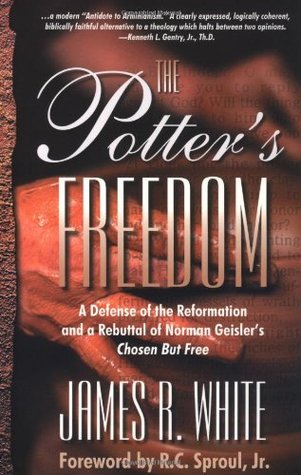 ...a modern "Antidote to Arminianism." "A clearly expressed, logically coherent,
biblically faithful alternative to a theology which halts between two opinions.
—Kenneth L. Gentry, Jr., Th.D.
THE
Potter's
FREEDOM
A Defense of the Reformation
and a Rebuttal of Norman Geisler's
Chosen But Free
JAMES R. WHITE
Foreword by R.C. Sproul, Jr.